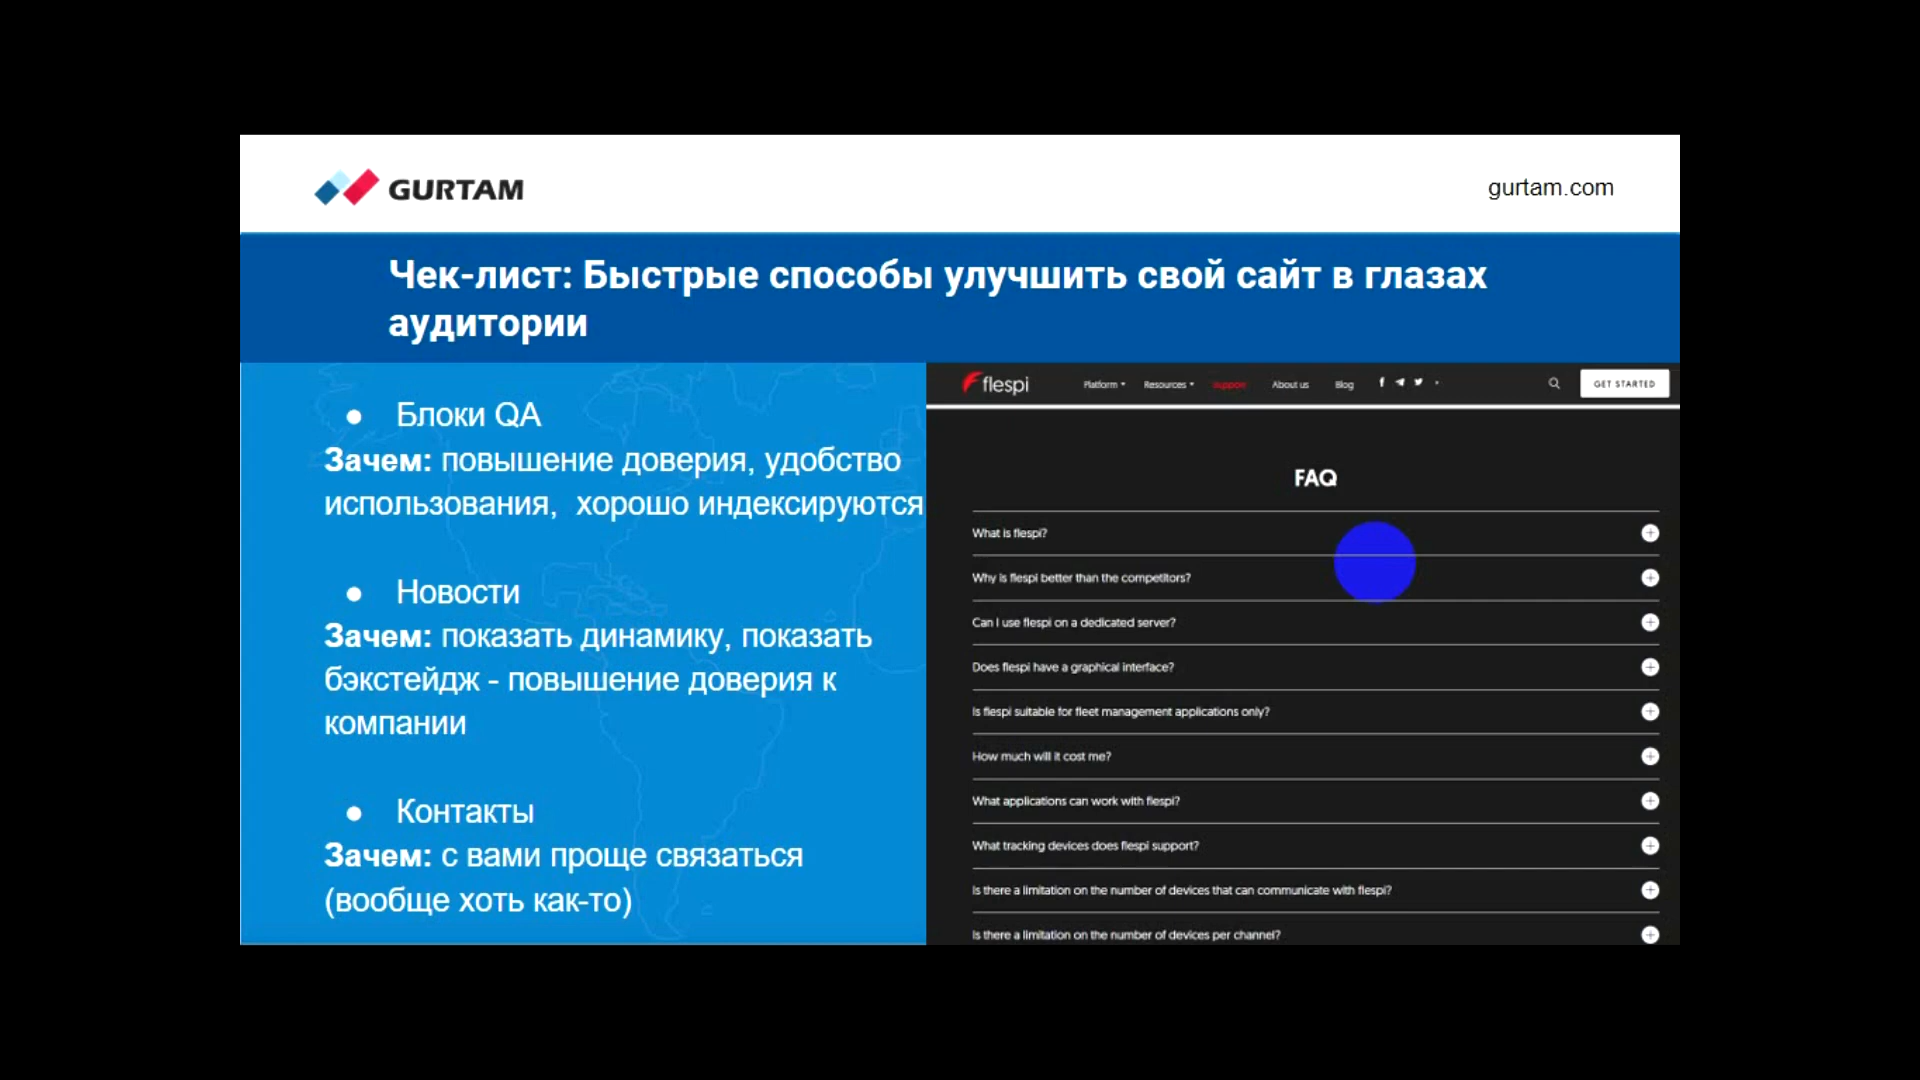 GURTAM
gurtam.com
Чек-лист: Быстрые способы улучшить свой сайт в глазах
аудитории
● Блоки QA
Зачем: повышение доверия, удобство
использования, хорошо индексируются
● Новости
Зачем: показать динамику, показать
бэкстейдж - повышение доверия к
компании
● Контакты
Зачем: с вами проще связаться
(вообще хоть как-то)
flespi
Platform
Resources
Support
About us
Blog
GET STARTED
FAQ
What is flespi?
Why is flespi better than the competitors?
Can I use flespi on a dedicated server?
Does flespi have a graphical interface?
Is flespi suitable for fleet management applications only?
How much will it cost me?
What applications can work with flespi?
What tracking devices does flespi support?
Is there a limitation on the number of devices that can communicate with flespi?
Is there a limitation on the number of devices per channel?